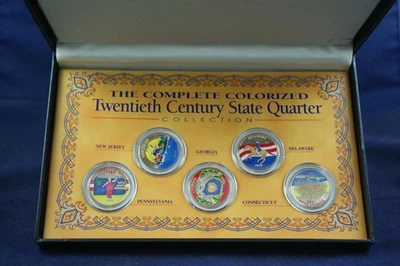 THE COMPLETE COLORIZED
Twentieth Century State Quarter
COLLECTION
NEW JERSEY
GEORGIA
DELAWARE
PENNSYLVANIA
CONNECTICUT